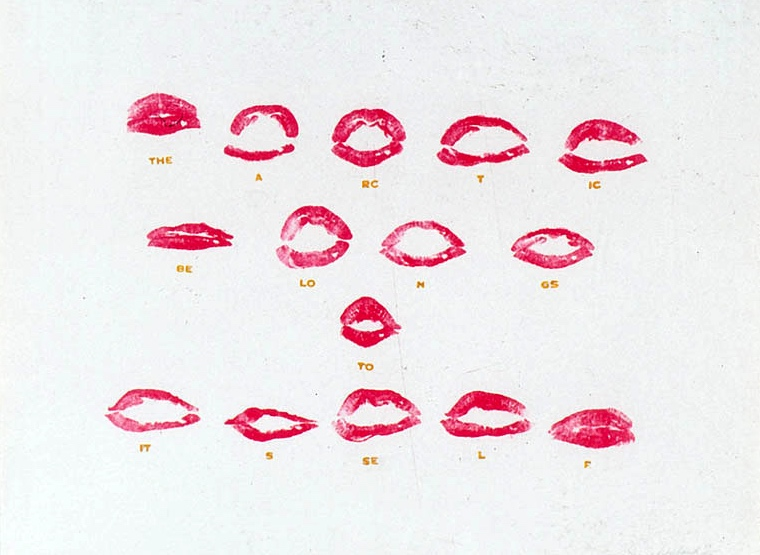 THE A RC T IC
BE LO N GS
TO
IT S SE L F